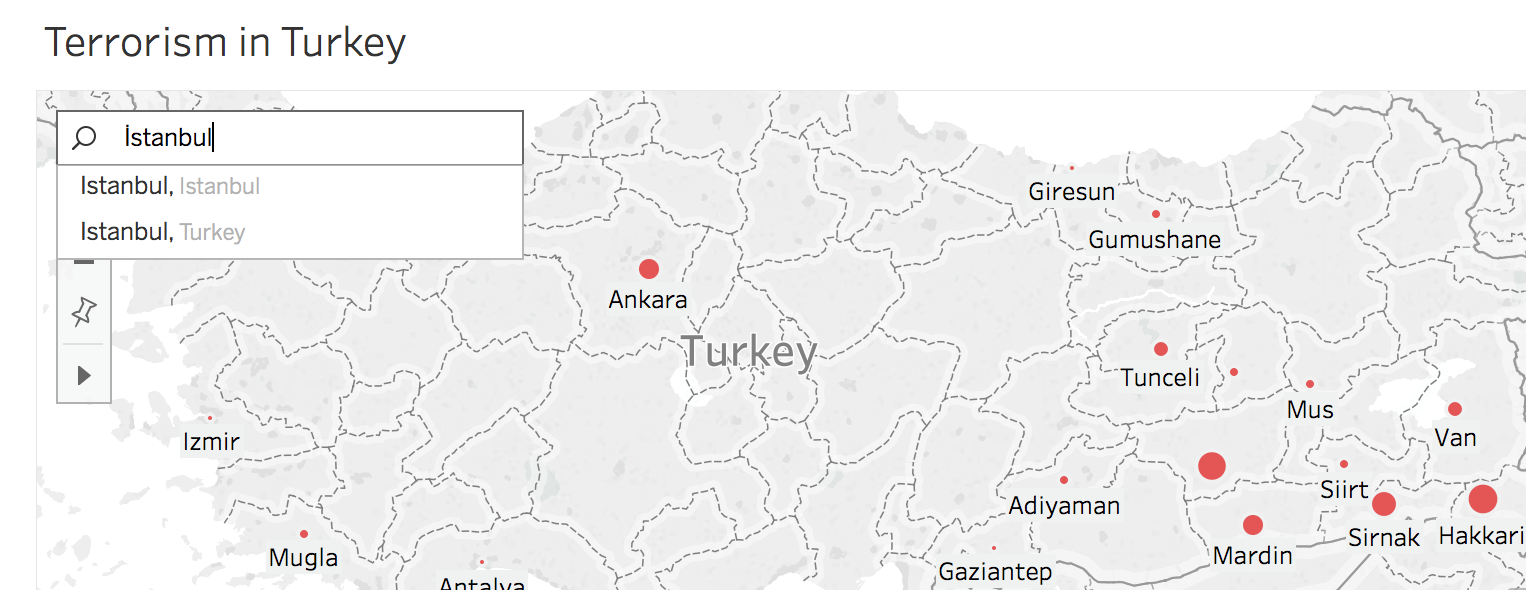 Terrorism in Turkey
İstanbul
Istanbul, Istanbul
Istanbul, Turkey
Giresun
Gumushane
Ankara
Turkey
Tunceli
Mus
Izmir
Van
Siirt
Adiyaman
Sirnak
Hakkari
Mugla
Mardin
Gaziantep
Antalya